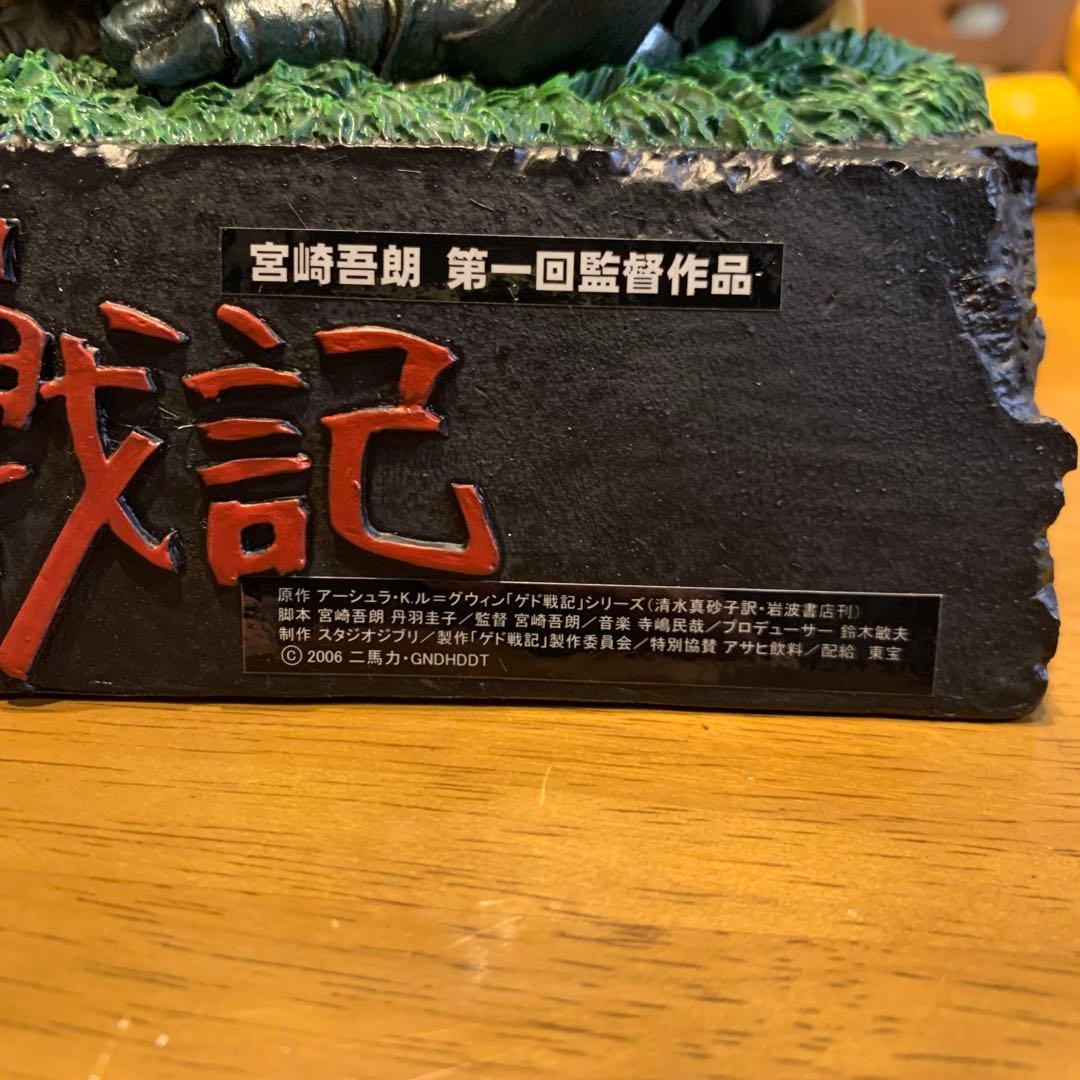 宮崎吾朗 第一回監督作品
戦記
原作 アーシュラ・K.ル＝グウィン「ゲド戦記」シリーズ(清水真砂子訳・岩波書店刊)
脚本 宮崎吾朗 丹羽圭子／監督 宮崎吾朗／音楽 寺嶋民哉／プロデューサー 鈴木敏夫
制作 スタジオジブリ／製作「ゲド戦記」製作委員会／特別協賛 アサヒ飲料／配給 東宝
© 2006 二馬力・GNDHDDT